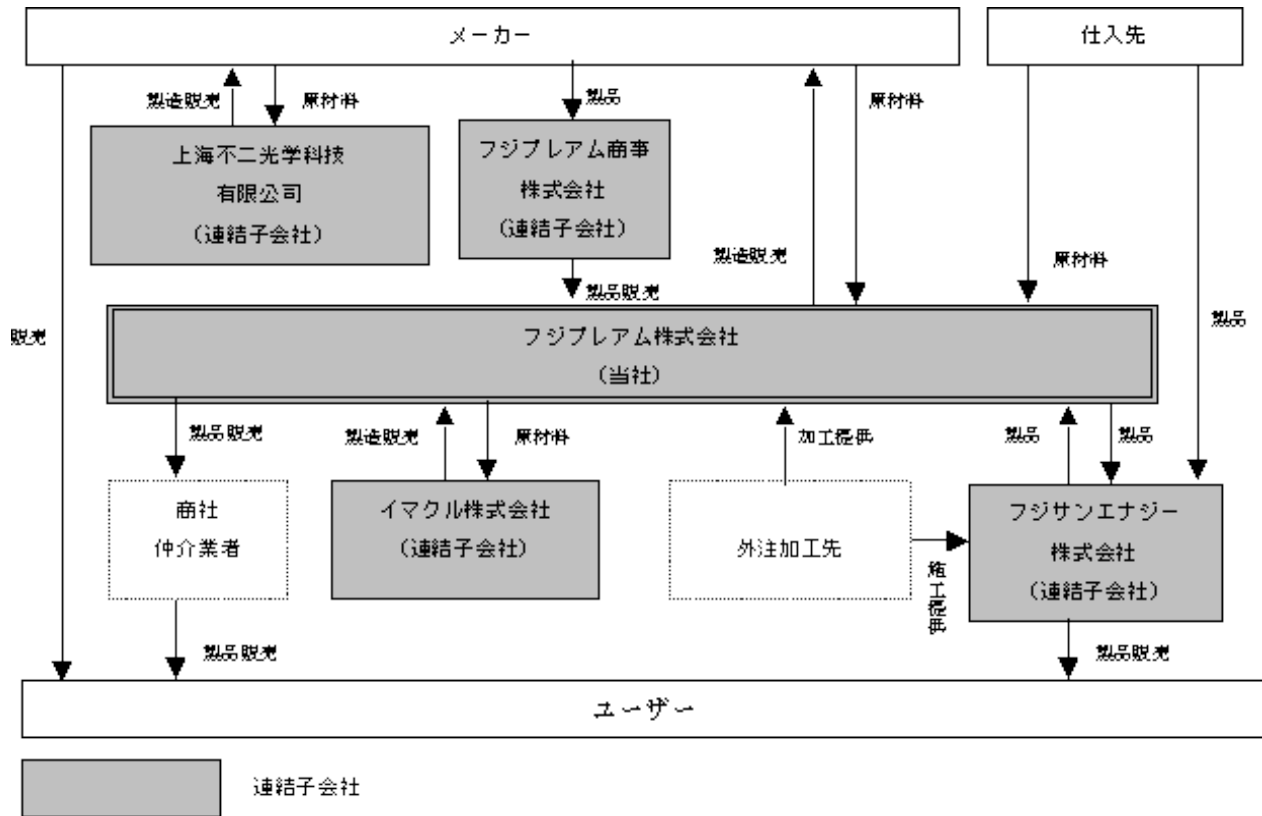 メーカー
仕入先
製造販売
原材料
製品
製造販売
原材料
原材料
製品
上海不二光学科技
有限公司
（連結子会社）
フジプレアム商事
株式会社
（連結子会社）
製品販売
販売
フジプレアム株式会社
（当社）
製品販売
製造販売
原材料
加工提供
製品
製品
商社
仲介業者
イマクル株式会社
（連結子会社）
外注加工先
施工提供
フジサンエナジー
株式会社
（連結子会社）
製品販売
製品販売
ユーザー
連結子会社